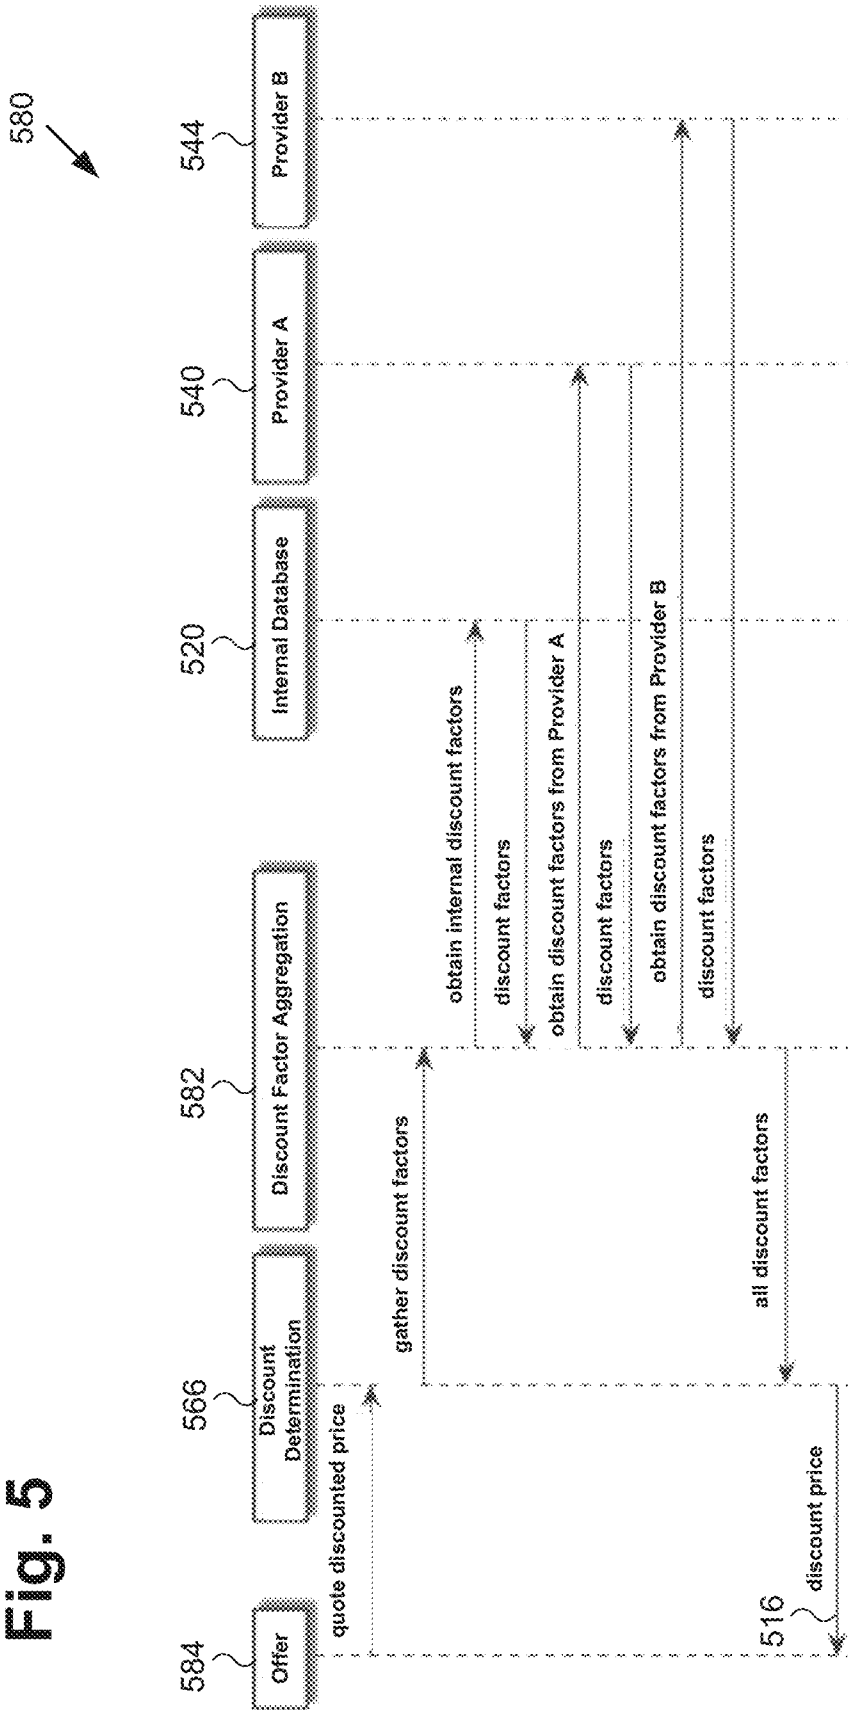 Fig. 5
580
584
566
582
520
540
544
Offer
Discount
Determination
Discount Factor Aggregation
Internal Database
Provider A
Provider B
quote discounted price
gather discount factors
obtain internal discount factors
discount factors
obtain discount factors from Provider A
discount factors
obtain discount factors from Provider B
discount factors
all discount factors
discount price
516